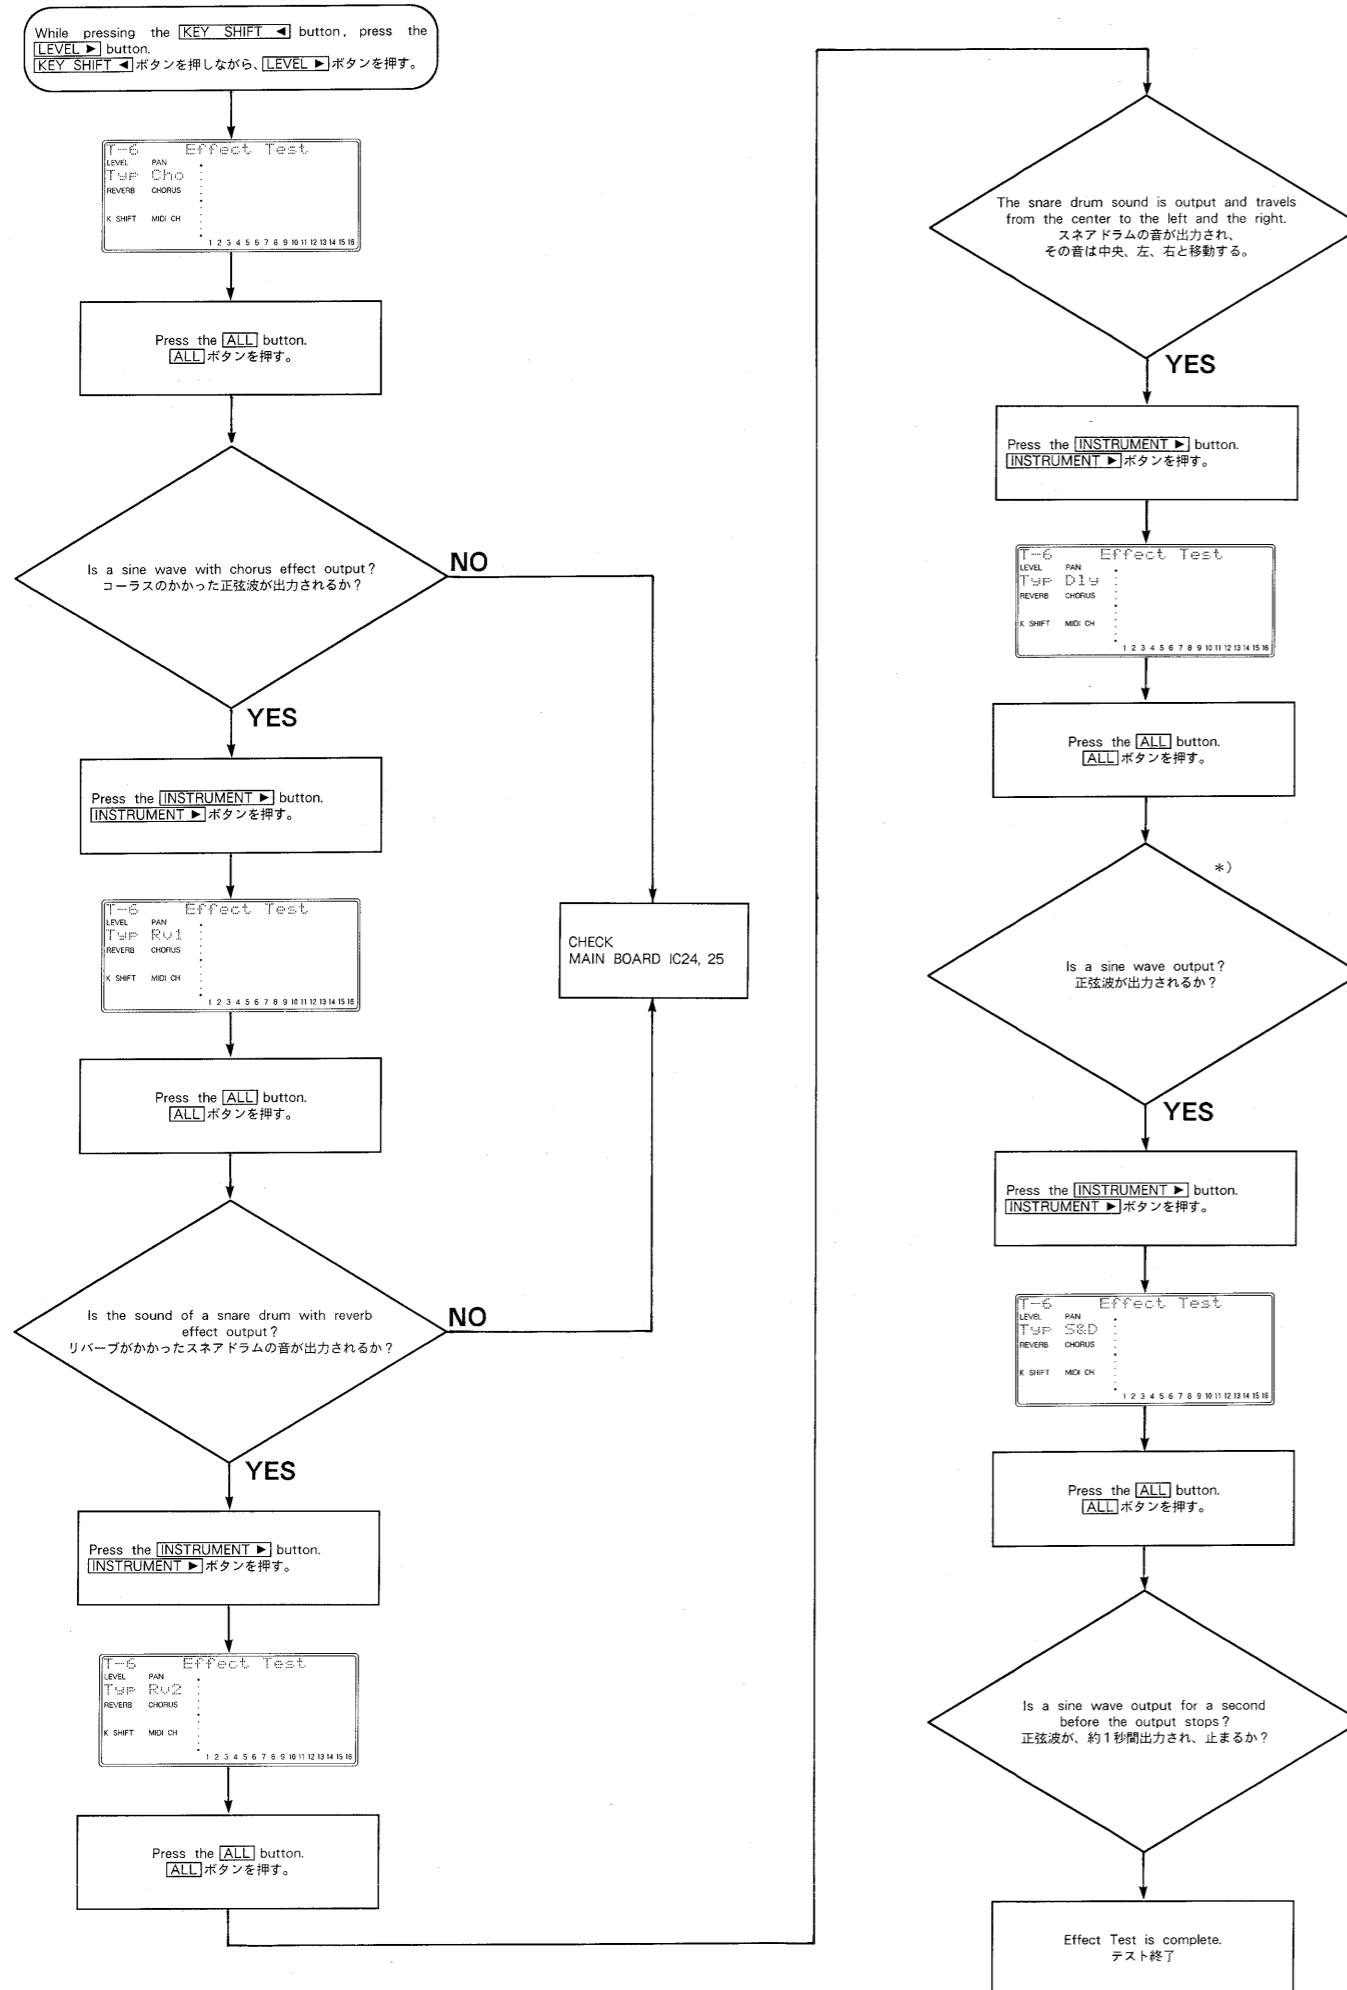 While pressing the KEY SHIFT ◄ button, press the
LEVEL ► button.
KEY SHIFT ◄ ボタンを押しながら、LEVEL ► ボタンを押す。
T-6 Effect Test
LEVEL PAN
Typ Cho
REVERB CHORUS
K SHIFT MIDI CH
1 2 3 4 5 6 7 8 9 10 11 12 13 14 15 16
Press the ALL button.
ALL ボタンを押す。
Is a sine wave with chorus effect output?
コーラスのかかった正弦波が出力されるか?
NO
YES
Press the INSTRUMENT ► button.
INSTRUMENT ► ボタンを押す。
T-6 Effect Test
LEVEL PAN
Typ Rv1
REVERB CHORUS
K SHIFT MIDI CH
1 2 3 4 5 6 7 8 9 10 11 12 13 14 15 16
CHECK
MAIN BOARD IC24, 25
Press the ALL button.
ALL ボタンを押す。
Is the sound of a snare drum with reverb
effect output?
リバーブがかかったスネアドラムの音が出力されるか?
NO
YES
Press the INSTRUMENT ► button.
INSTRUMENT ► ボタンを押す。
T-6 Effect Test
LEVEL PAN
Typ Rv2
REVERB CHORUS
K SHIFT MIDI CH
1 2 3 4 5 6 7 8 9 10 11 12 13 14 15 16
Press the ALL button.
ALL ボタンを押す。
The snare drum sound is output and travels
from the center to the left and the right.
スネアドラムの音が出力され、
その音は中央、左、右と移動する。
YES
Press the INSTRUMENT ► button.
INSTRUMENT ► ボタンを押す。
T-6 Effect Test
LEVEL PAN
Typ Dly
REVERB CHORUS
K SHIFT MIDI CH
1 2 3 4 5 6 7 8 9 10 11 12 13 14 15 16
Press the ALL button.
ALL ボタンを押す。
*)
Is a sine wave output?
正弦波が出力されるか?
YES
Press the INSTRUMENT ► button.
INSTRUMENT ► ボタンを押す。
T-6 Effect Test
LEVEL PAN
Typ S&D
REVERB CHORUS
K SHIFT MIDI CH
1 2 3 4 5 6 7 8 9 10 11 12 13 14 15 16
Press the ALL button.
ALL ボタンを押す。
Is a sine wave output for a second
before the output stops?
正弦波が、約1秒間出力され、止まるか?
Effect Test is complete.
テスト終了